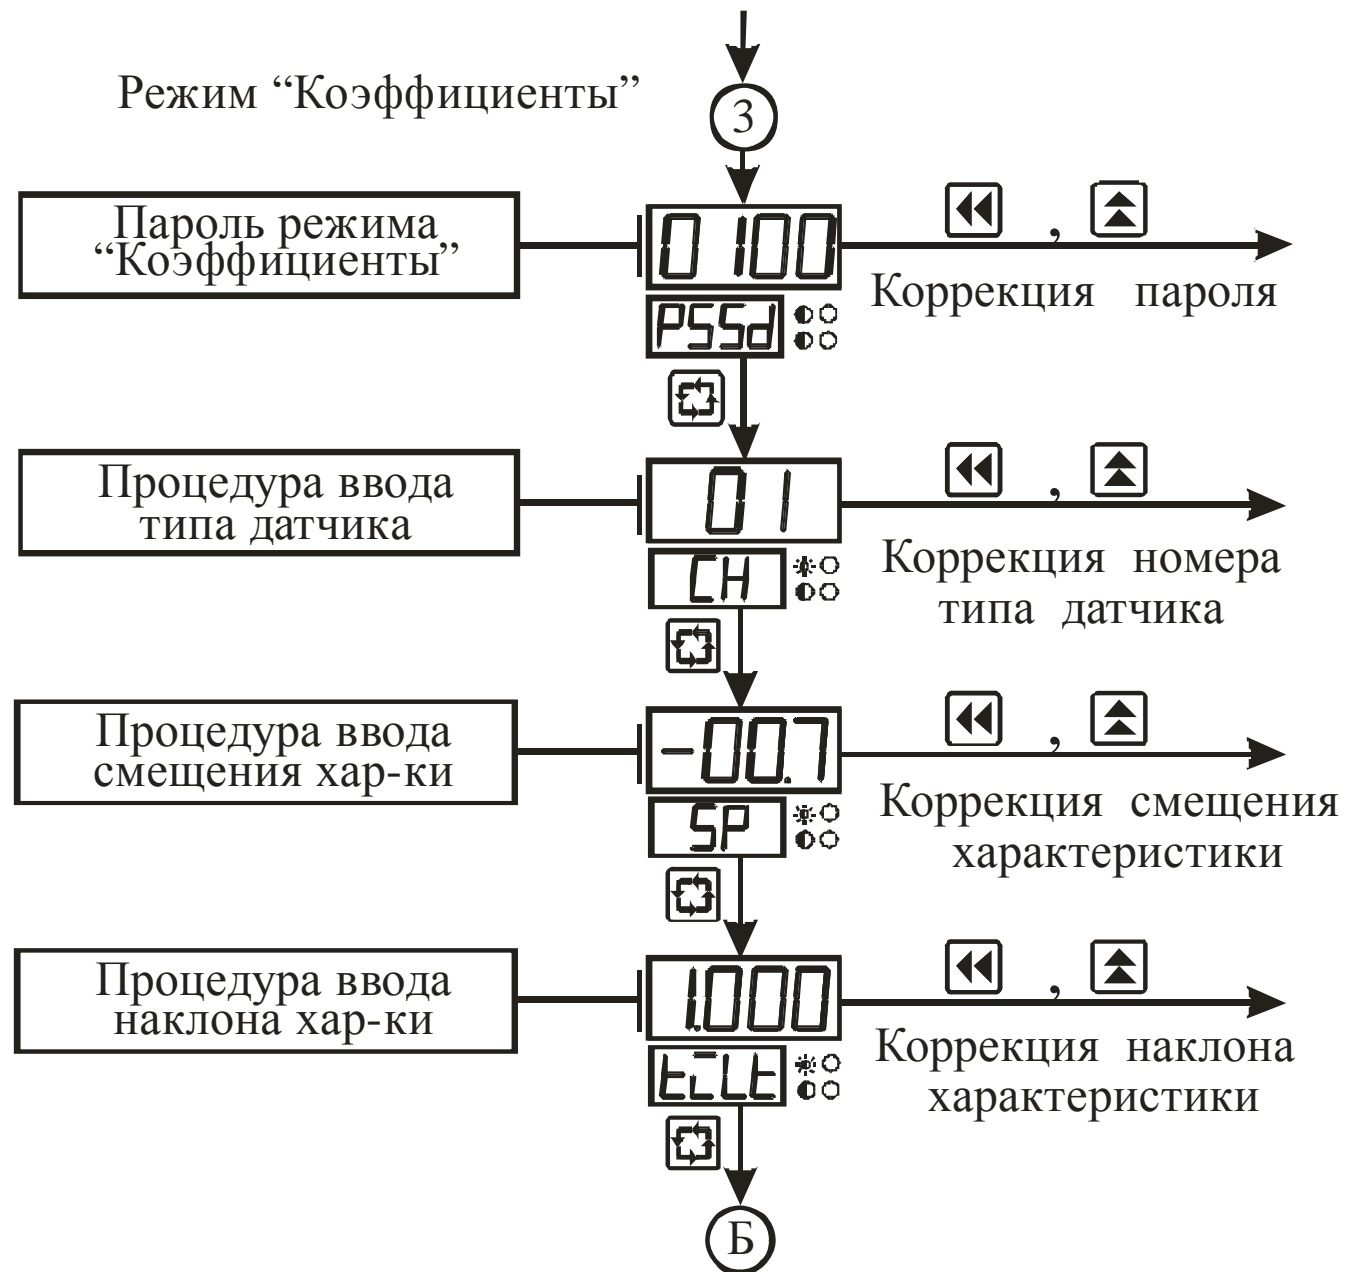 Режим “Коэффициенты”
3
Пароль режима
“Коэффициенты”
0100
PSSd
,
Коррекция пароля
Процедура ввода
типа датчика
01
CH
,
Коррекция номера
типа датчика
Процедура ввода
смещения хар-ки
-00.7
SP
,
Коррекция смещения
характеристики
Процедура ввода
наклона хар-ки
1.000
tiLt
,
Коррекция наклона
характеристики
Б